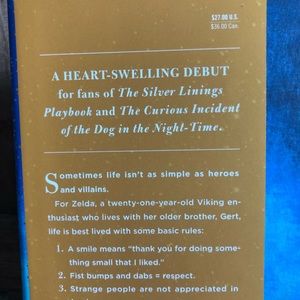 $27.00 U.S.
$36.00 Can.
A HEART-SWELLING DEBUT
for fans of The Silver Linings
Playbook and The Curious Incident
of the Dog in the Night-Time.
Sometimes life isn't as simple as heroes
and villains.
For Zelda, a twenty-one-year-old Viking en-
thusiast who lives with her older brother, Gert,
life is best lived with some basic rules:
1. A smile means "thank you for doing some-
thing small that I liked."
2. Fist bumps and dabs = respect.
3. Strange people are not appreciated in